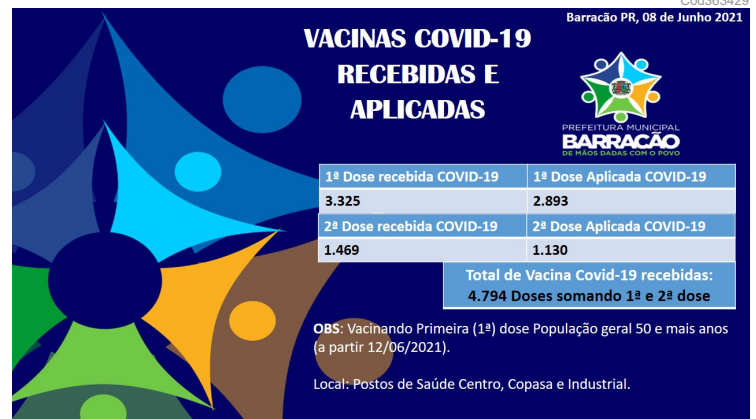 Cód363429
Barracão PR, 08 de Junho 2021
VACINAS COVID-19
RECEBIDAS E
APLICADAS
PREFEITURA MUNICIPAL
BARRACÃO
DE MÃOS DADAS COM O POVO
1ª Dose recebida COVID-19 1ª Dose Aplicada COVID-19
3.325 2.893
2ª Dose recebida COVID-19 2ª Dose Aplicada COVID-19
1.469 1.130
Total de Vacina Covid-19 recebidas:
4.794 Doses somando 1ª e 2ª dose
OBS: Vacinando Primeira (1ª) dose População geral 50 e mais anos
(a partir 12/06/2021).
Local: Postos de Saúde Centro, Copasa e Industrial.